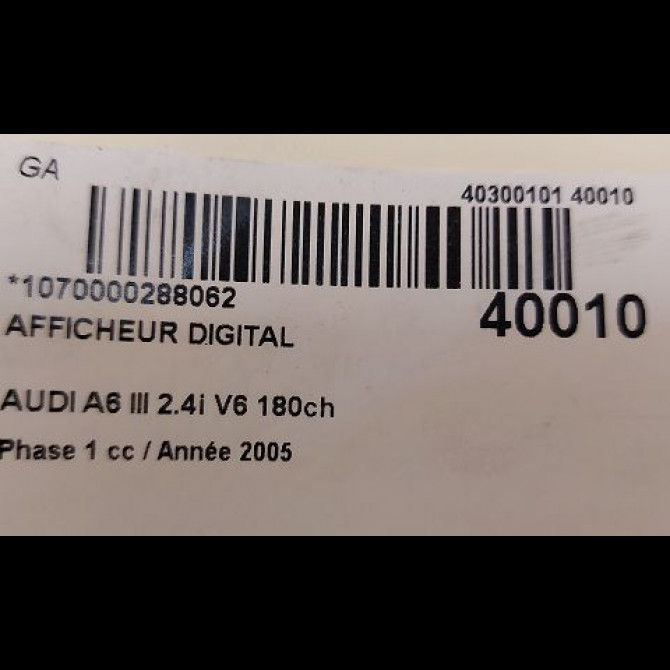 GA
40300101 40010
*1070000288062
40010
AFFICHEUR DIGITAL
AUDI A6 III 2.4i V6 180ch
Phase 1 cc / Année 2005